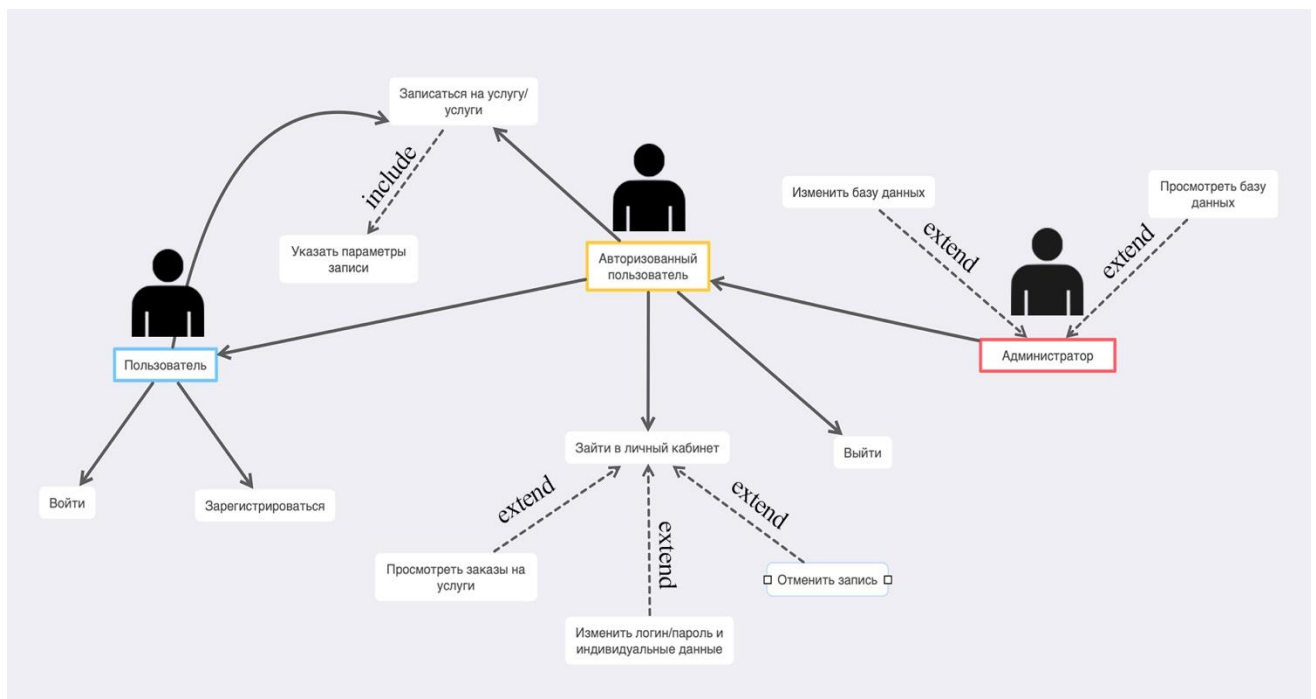 Записаться на услугу/
услуги
include
Указать параметры
записи
Авторизованный
пользователь
Изменить базу данных
Просмотреть базу
данных
extend
extend
Пользователь
Администратор
Войти
Зарегистрироваться
Зайти в личный кабинет
Выйти
extend
extend
extend
Просмотреть заказы на
услуги
Отменить запись
Изменить логин/пароль и
индивидуальные данные